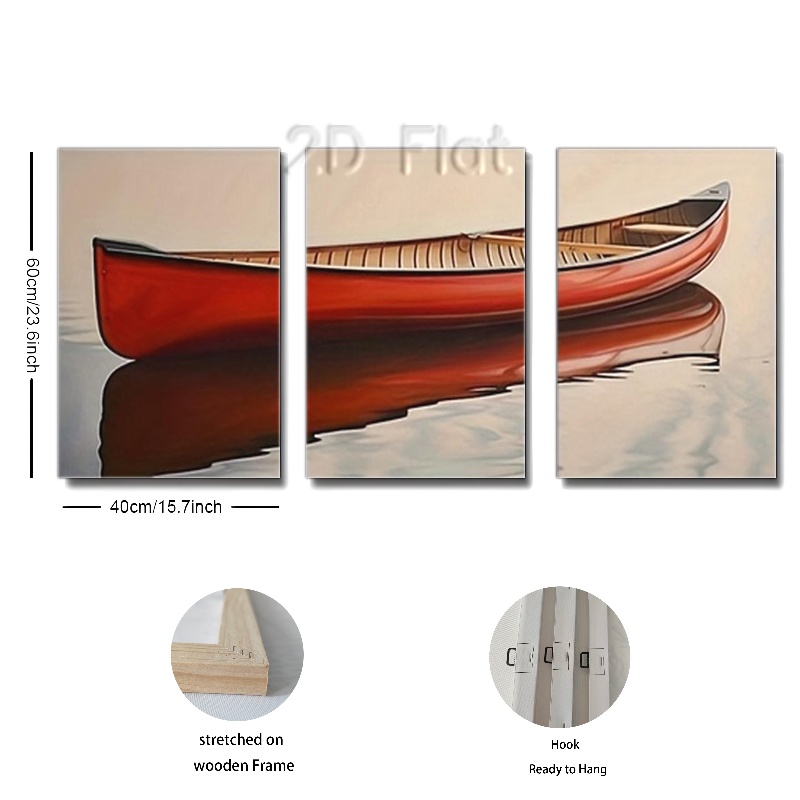 2D Flat
60cm/23.6inch
40cm/15.7inch
stretched on
wooden Frame
Hook
Ready to Hang